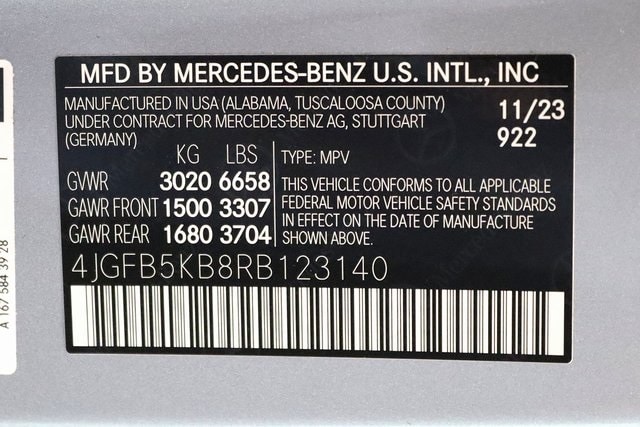 MFD BY MERCEDES-BENZ U.S. INTL., INC
MANUFACTURED IN USA (ALABAMA, TUSCALOOSA COUNTY)
UNDER CONTRACT FOR MERCEDES-BENZ AG, STUTTGART
(GERMANY)
11/23
922
KG LBS
GVWR 3020 6658
GAWR FRONT 1500 3307
GAWR REAR 1680 3704
TYPE: MPV
THIS VEHICLE CONFORMS TO ALL APPLICABLE
FEDERAL MOTOR VEHICLE SAFETY STANDARDS
IN EFFECT ON THE DATE OF MANUFACTURE
SHOWN ABOVE.
4JGFB5KB8RB123140
A 167 584 39 28